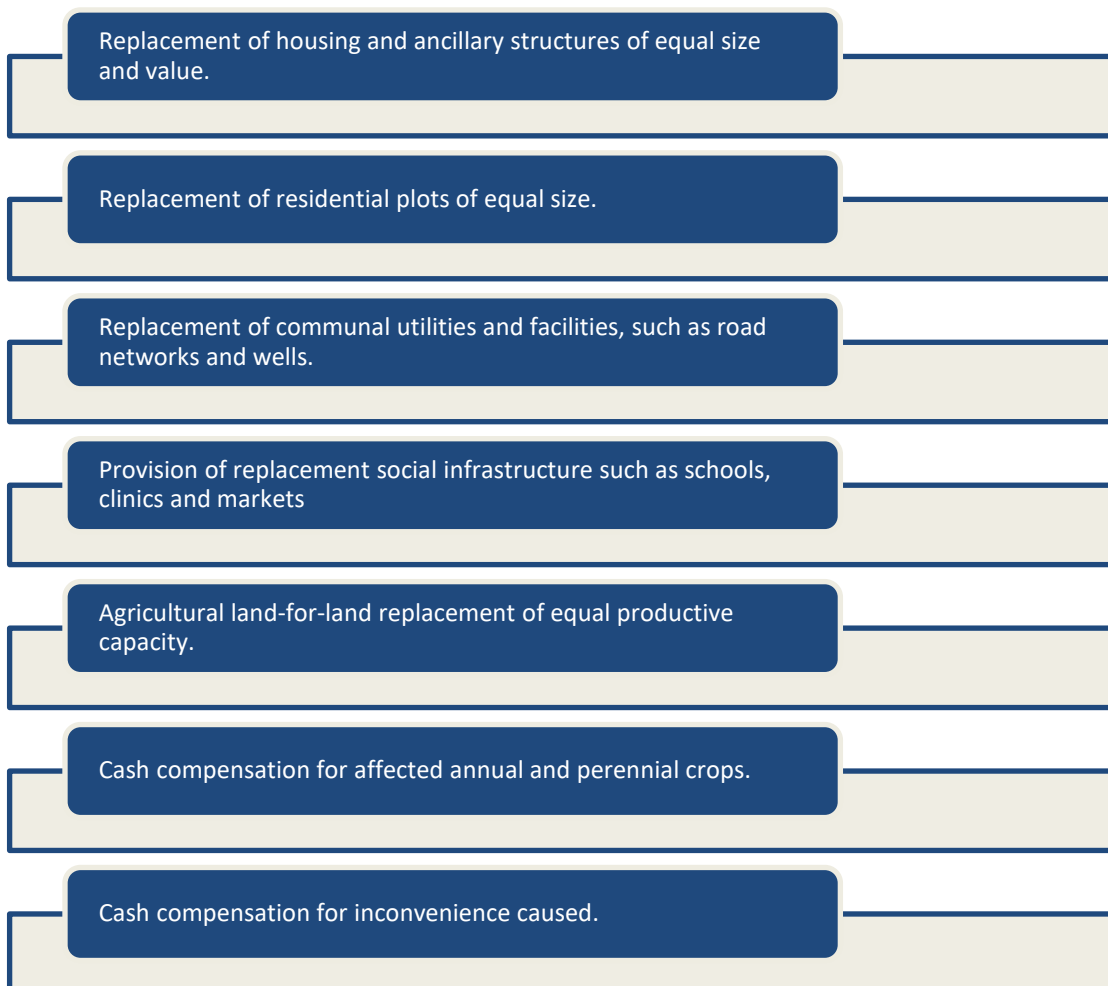 Replacement of housing and ancillary structures of equal size
and value.
Replacement of residential plots of equal size.
Replacement of communal utilities and facilities, such as road
networks and wells.
Provision of replacement social infrastructure such as schools,
clinics and markets
Agricultural land-for-land replacement of equal productive
capacity.
Cash compensation for affected annual and perennial crops.
Cash compensation for inconvenience caused.